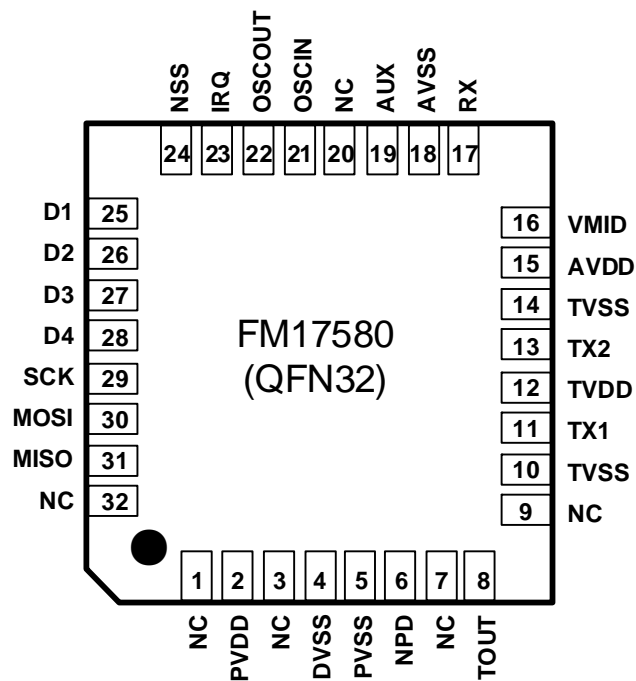 NSS
IRQ
OSCOUT
OSCIN
NC
AUX
AVSS
RX
24 23 22 21 20 19 18 17
D1 25
D2 26
D3 27
D4 28
SCK 29
MOSI 30
MISO 31
NC 32
FM17580
(QFN32)
16 VMID
15 AVDD
14 TVSS
13 TX2
12 TVDD
11 TX1
10 TVSS
9 NC
1 2 3 4 5 6 7 8
NC
PVDD
NC
DVSS
PVSS
NPD
NC
TOUT